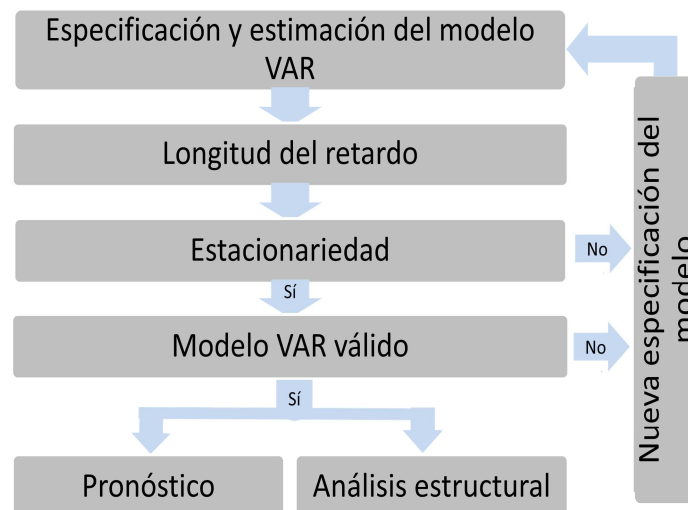 Especificación y estimación del modelo
VAR
Longitud del retardo
Estacionariedad
No
Sí
Modelo VAR válido
No
Sí
Pronóstico
Análisis estructural
Nueva especificación del
modelo